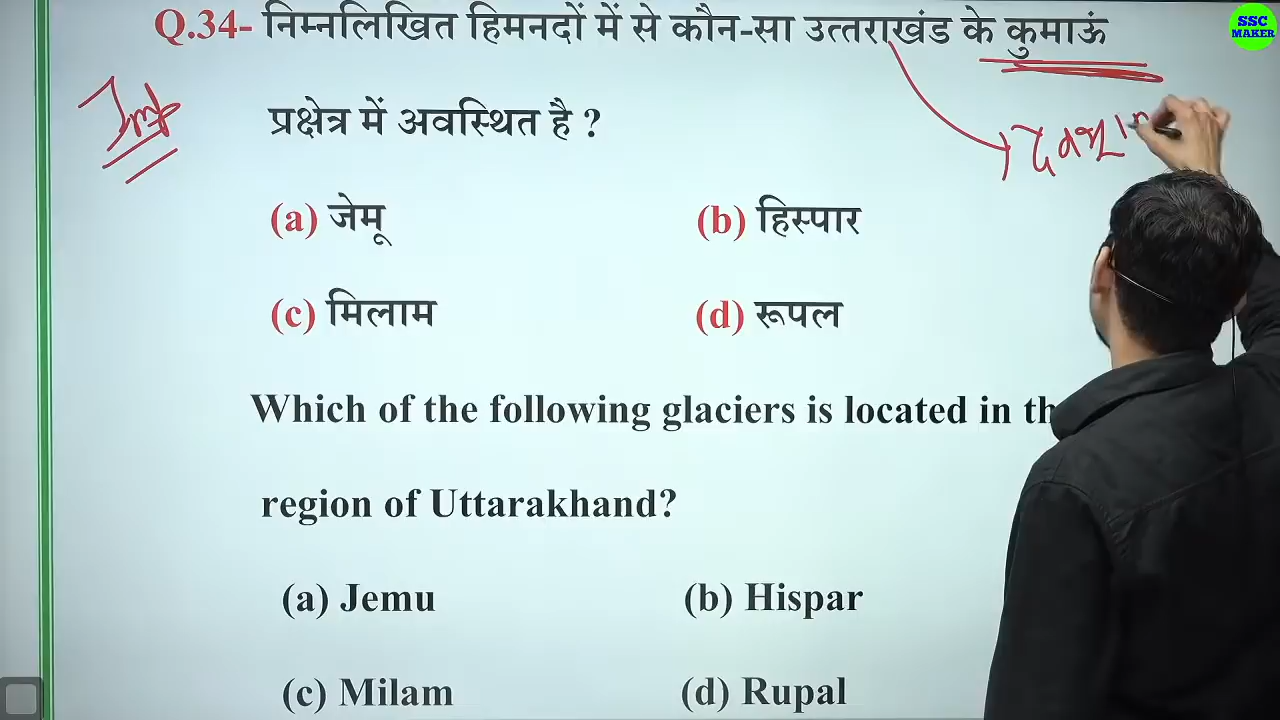 Q.34- निम्नलिखित हिमनदों में से कौन-सा उत्तराखंड के कुमाऊं
SSC
MAKER
Imp
प्रक्षेत्र में अवस्थित है ?
(a) जेमू
(b) हिस्पार
(c) मिलाम
(d) रूपल
Which of the following glaciers is located in
region of Uttarakhand?
(a) Jemu
(b) Hispar
(c) Milam
(d) Rupal